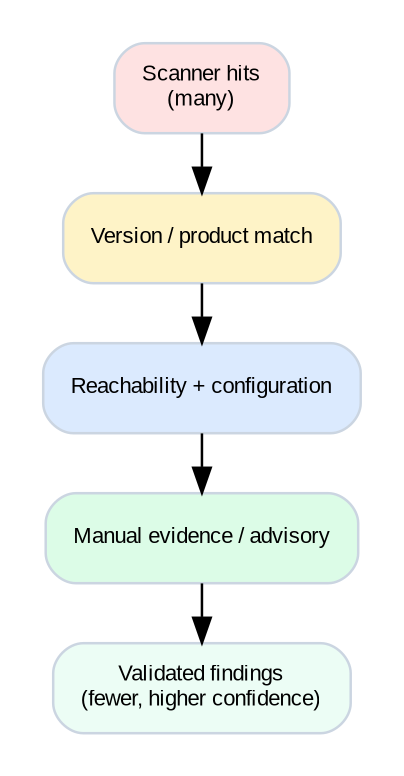 Scanner hits
(many)
Version / product match
Reachability + configuration
Manual evidence / advisory
Validated findings
(fewer, higher confidence)